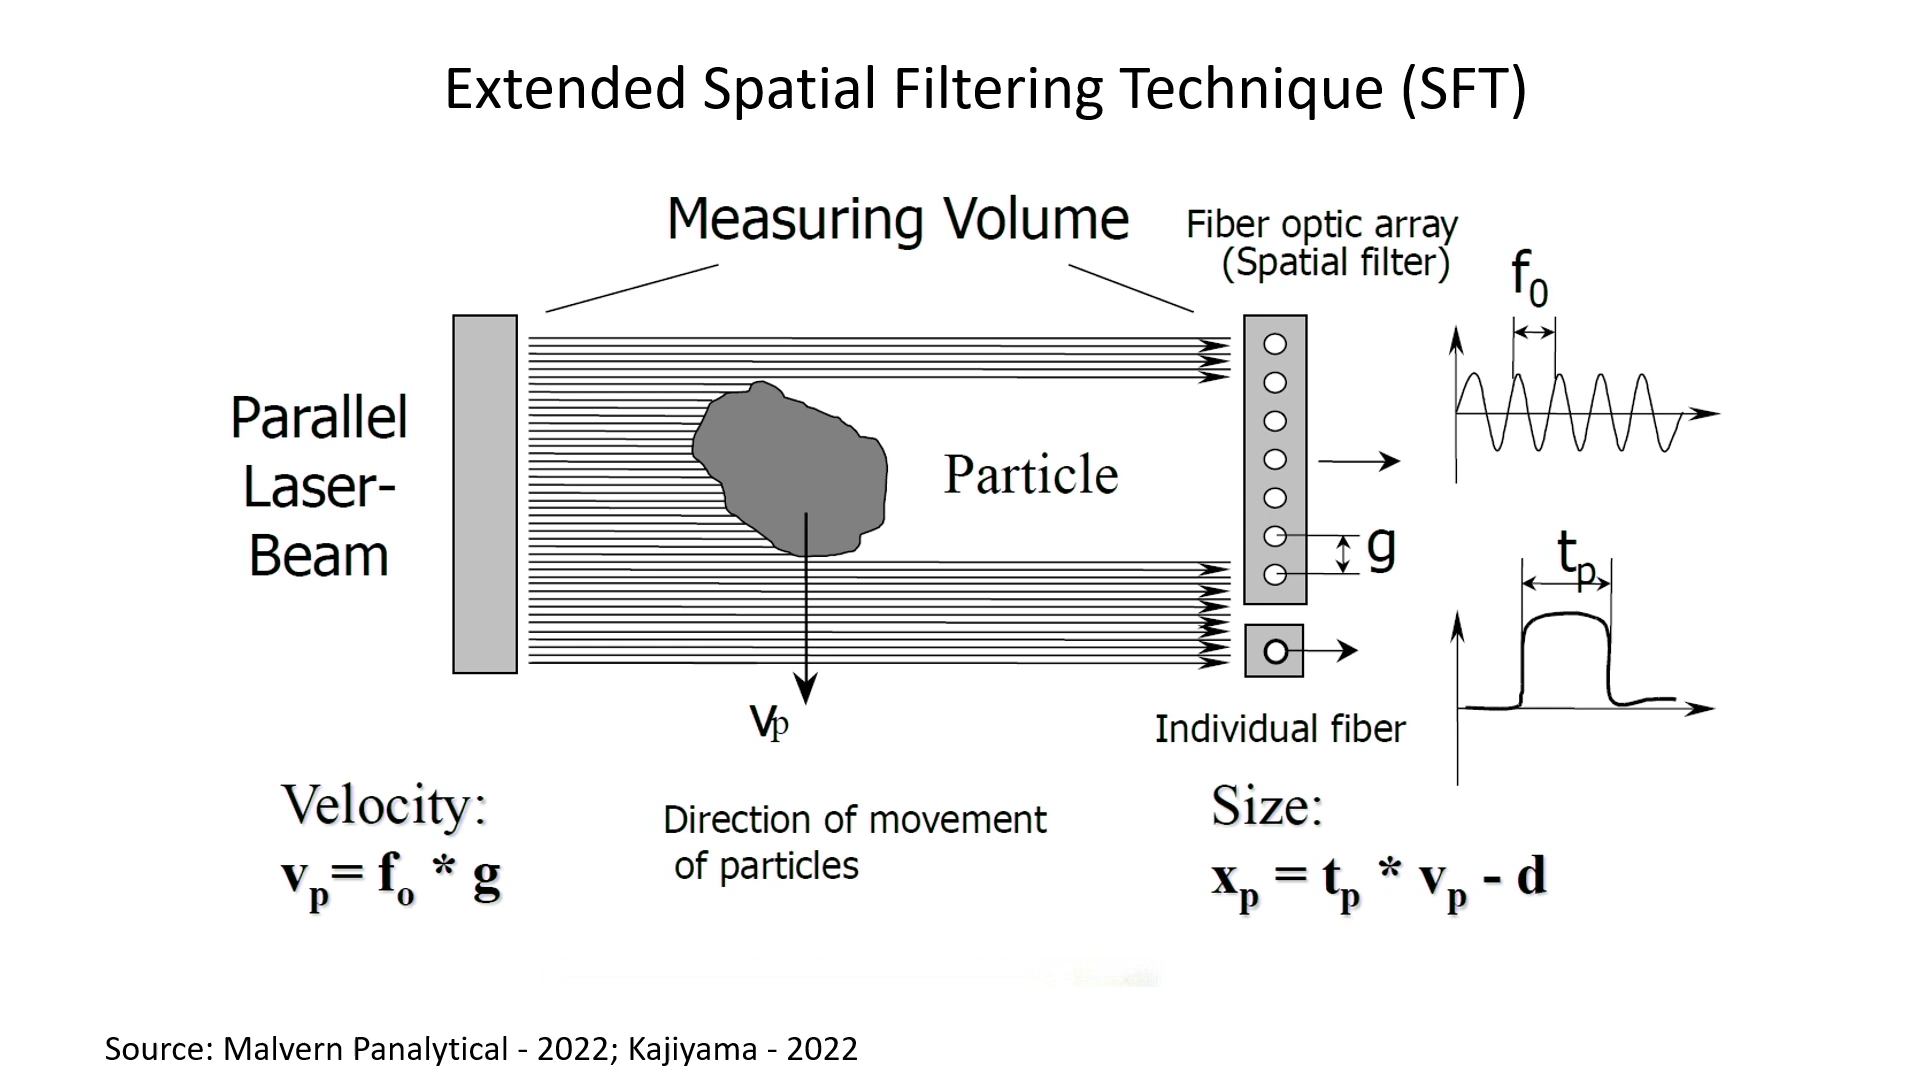 Extended Spatial Filtering Technique (SFT)
Measuring Volume
Fiber optic array
(Spatial filter)
f0
Parallel
Laser-
Beam
Particle
g
tp
Vp
Individual fiber
Velocity:
vp= fo * g
Direction of movement
of particles
Size:
xp = tp * vp - d
Source: Malvern Panalytical - 2022; Kajiyama - 2022